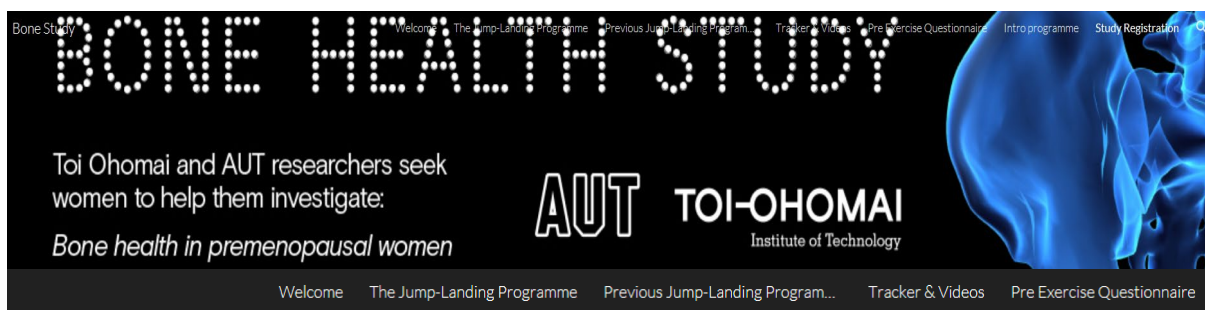 Bone Study Welcome The Jump-Landing Programme Previous Jump-Landing Program... Tracker & Videos Pre Exercise Questionnaire Intro programme Study Registration
BONE HEALTH STUDY
Toi Ohomai and AUT researchers seek
women to help them investigate:
Bone health in premenopausal women
AUT
TOI-OHOMAI
Institute of Technology
Welcome The Jump-Landing Programme Previous Jump-Landing Program... Tracker & Videos Pre Exercise Questionnaire